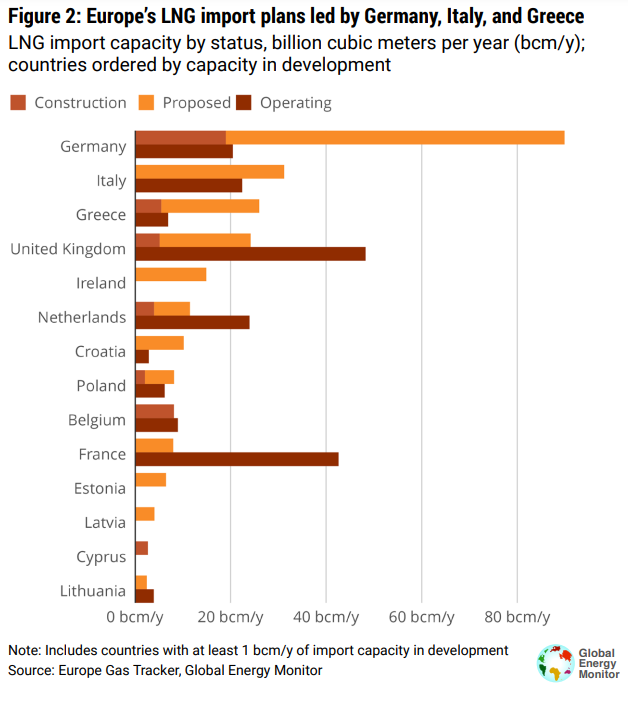 Figure 2: Europe’s LNG import plans led by Germany, Italy, and Greece
LNG import capacity by status, billion cubic meters per year (bcm/y);
countries ordered by capacity in development
Construction Proposed Operating
Germany
Italy
Greece
United Kingdom
Ireland
Netherlands
Croatia
Poland
Belgium
France
Estonia
Latvia
Cyprus
Lithuania
0 bcm/y 20 bcm/y 40 bcm/y 60 bcm/y 80 bcm/y
Note: Includes countries with at least 1 bcm/y of import capacity in development
Source: Europe Gas Tracker, Global Energy Monitor
Global
Energy
Monitor